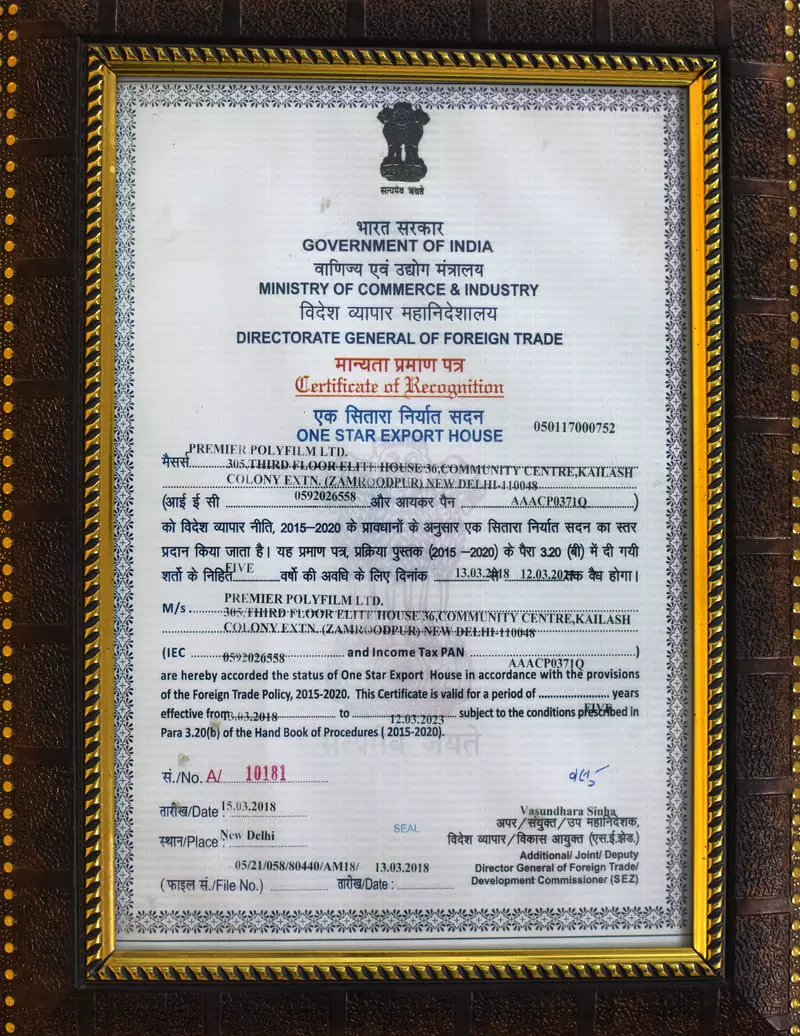 सत्यमेव जयते
भारत सरकार
GOVERNMENT OF INDIA
वाणिज्य एवं उद्योग मंत्रालय
MINISTRY OF COMMERCE & INDUSTRY
विदेश व्यापार महानिदेशालय
DIRECTORATE GENERAL OF FOREIGN TRADE
मान्यता प्रमाण पत्र
Certificate of Recognition
एक सितारा निर्यात सदन
ONE STAR EXPORT HOUSE
050117000752
मैसर्स PREMIER POLYFILM LTD.
305,THIRD FLOOR ELITE HOUSE 36,COMMUNITY CENTRE,KAILASH
COLONY EXTN. (ZAMROODPUR) NEW DELHI-110048
(आई ई सी 0592026558 और आयकर पैन AAACP0371Q)
को विदेश व्यापार नीति, 2015–2020 के प्रावधानों के अनुसार एक सितारा निर्यात सदन का स्तर
प्रदान किया जाता है। यह प्रमाण पत्र, प्रक्रिया पुस्तक (2015 –2020) के पैरा 3.20 (बी) में दी गयी
शर्तो के निहित FIVE वर्षो की अवधि के लिए दिनांक 13.03.2018 से 12.03.2023 तक वैध होगा।
M/s PREMIER POLYFILM LTD.
305,THIRD FLOOR ELITE HOUSE 36,COMMUNITY CENTRE,KAILASH
COLONY EXTN. (ZAMROODPUR) NEW DELHI-110048
(IEC 0592026558 and Income Tax PAN AAACP0371Q)
are hereby accorded the status of One Star Export House in accordance with the provisions
of the Foreign Trade Policy, 2015-2020. This Certificate is valid for a period of FIVE years
effective from 13.03.2018 to 12.03.2023 subject to the conditions prescribed in
Para 3.20(b) of the Hand Book of Procedures ( 2015-2020).
सत्यमेव जयते
सं./No. A/ 10181
तारीख/Date : 15.03.2018
स्थान/Place : New Delhi
SEAL
05/21/058/80440/AM18/ 13.03.2018
(फाइल सं./File No.) तारीख/Date :
Vasundhara Sinha
अपर/संयुक्त/उप महानिदेशक,
विदेश व्यापार/विकास आयुक्त (एस.ई.झेड.)
Additional/ Joint/ Deputy
Director General of Foreign Trade/
Development Commissioner (SEZ)